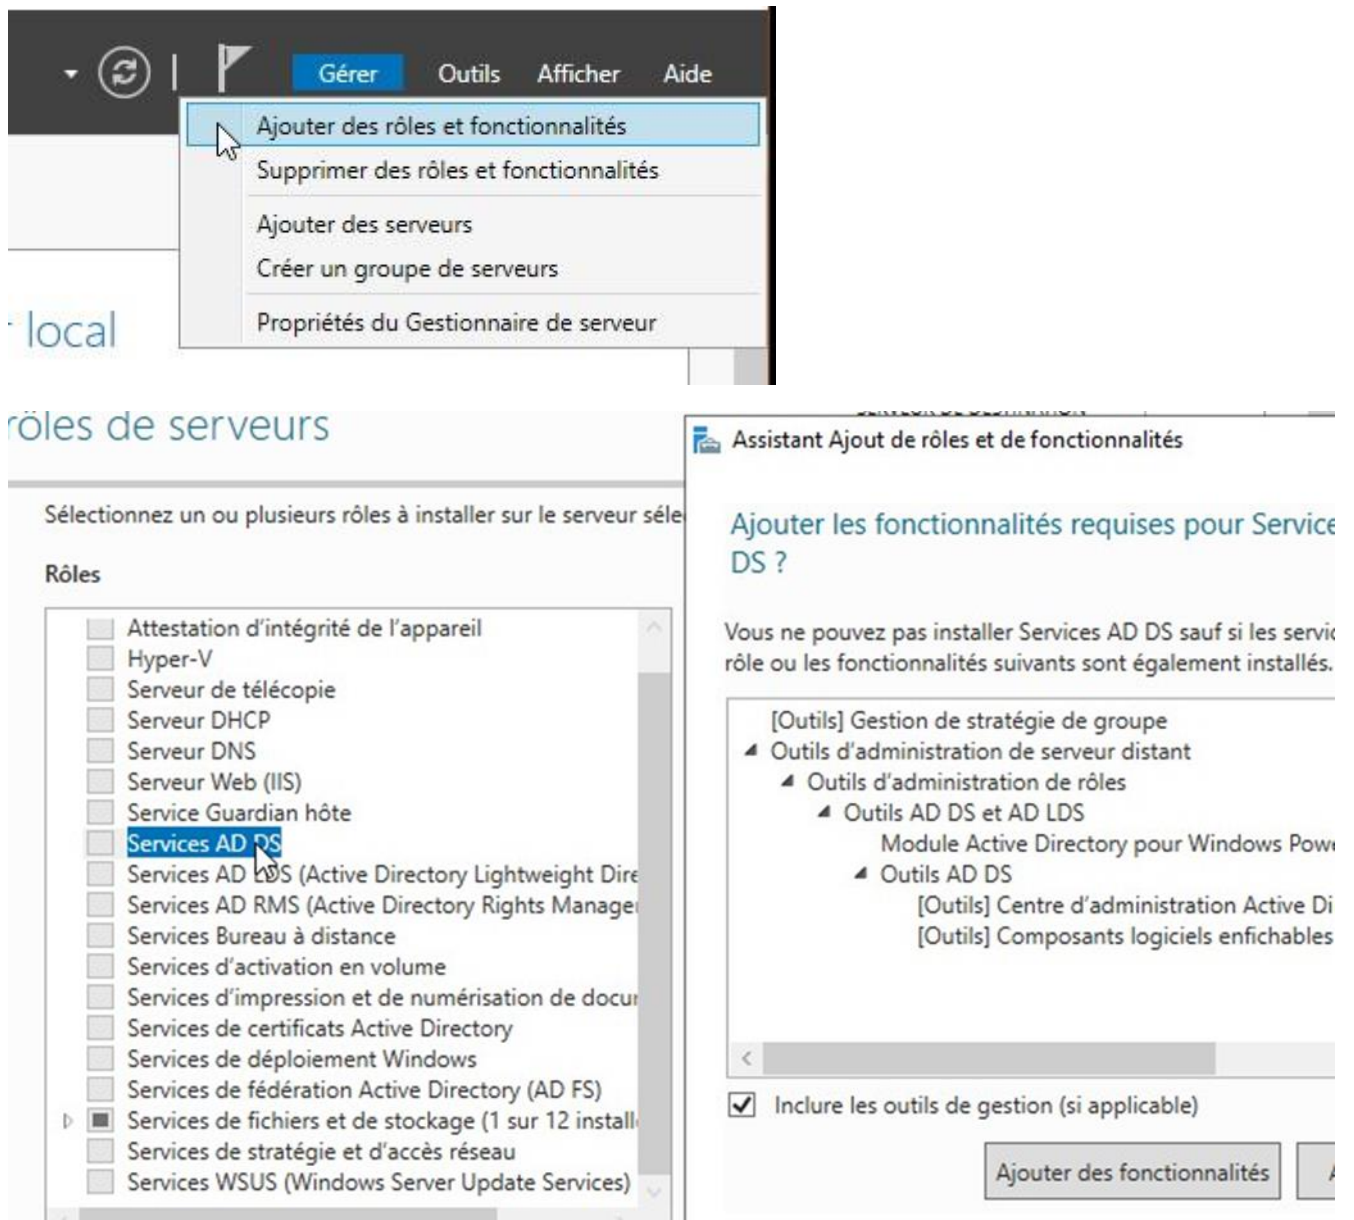 Gérer Outils Afficher Aide
Ajouter des rôles et fonctionnalités
Supprimer des rôles et fonctionnalités
Ajouter des serveurs
Créer un groupe de serveurs
Propriétés du Gestionnaire de serveur
local
rôles de serveurs
Sélectionnez un ou plusieurs rôles à installer sur le serveur séle
Rôles
Attestation d'intégrité de l'appareil
Hyper-V
Serveur de télécopie
Serveur DHCP
Serveur DNS
Serveur Web (IIS)
Service Guardian hôte
Services AD DS
Services AD LDS (Active Directory Lightweight Dire
Services AD RMS (Active Directory Rights Manage
Services Bureau à distance
Services d'activation en volume
Services d'impression et de numérisation de docu
Services de certificats Active Directory
Services de déploiement Windows
Services de fédération Active Directory (AD FS)
Services de fichiers et de stockage (1 sur 12 install
Services de stratégie et d'accès réseau
Services WSUS (Windows Server Update Services)
SERVEUR DE DESTINATION
Assistant Ajout de rôles et de fonctionnalités
Ajouter les fonctionnalités requises pour Service
DS ?
Vous ne pouvez pas installer Services AD DS sauf si les servic
rôle ou les fonctionnalités suivants sont également installés.
[Outils] Gestion de stratégie de groupe
Outils d'administration de serveur distant
Outils d'administration de rôles
Outils AD DS et AD LDS
Module Active Directory pour Windows Pow
Outils AD DS
[Outils] Centre d'administration Active Di
[Outils] Composants logiciels enfichables
Inclure les outils de gestion (si applicable)
Ajouter des fonctionnalités